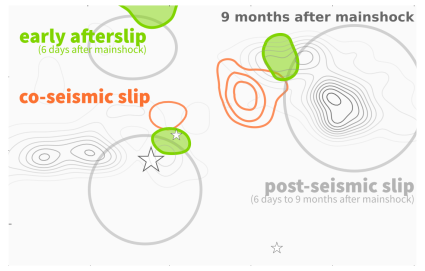 9 months after mainshock
early afterslip
(6 days after mainshock)
co-seismic slip
post-seismic slip
(6 days to 9 months after mainshock)